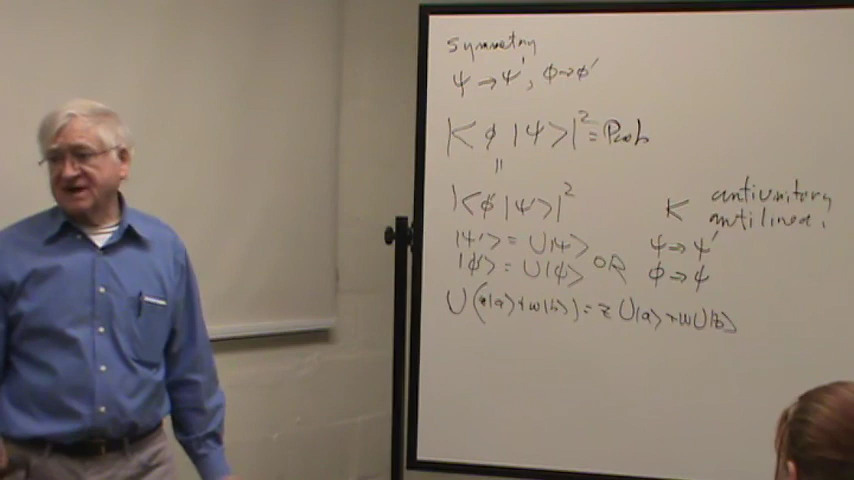 symmetry
ψ → ψ', φ → φ'
|<φ|ψ>|² = Prob
=
|<φ'|ψ'>|²
|ψ'> = U|ψ>
|φ'> = U|φ>
OR
U(z|a> + w|b>) = z U|a> + w U|b>
K antiunitary
antilinear
ψ → ψ'
φ → φ